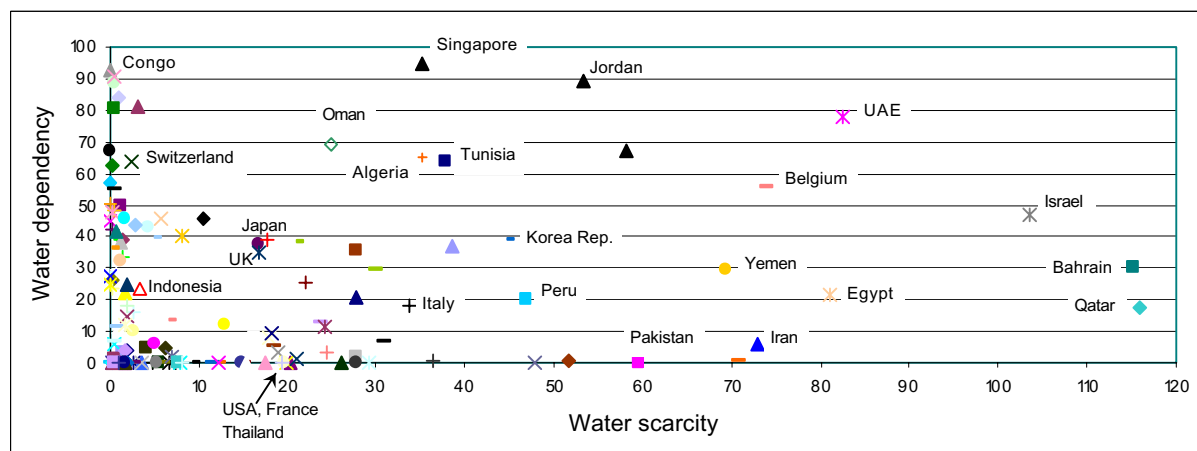 Water dependency
100
90
80
70
60
50
40
30
20
10
0
Singapore
Congo
Jordan
Oman
UAE
Switzerland
Tunisia
Algeria
Belgium
Israel
Japan
Korea Rep.
UK
Yemen
Bahrain
Indonesia
Italy
Peru
Egypt
Qatar
Pakistan
Iran
0 10 20 30 40 50 60 70 80 90 100 110 120
USA, France
Thailand
Water scarcity